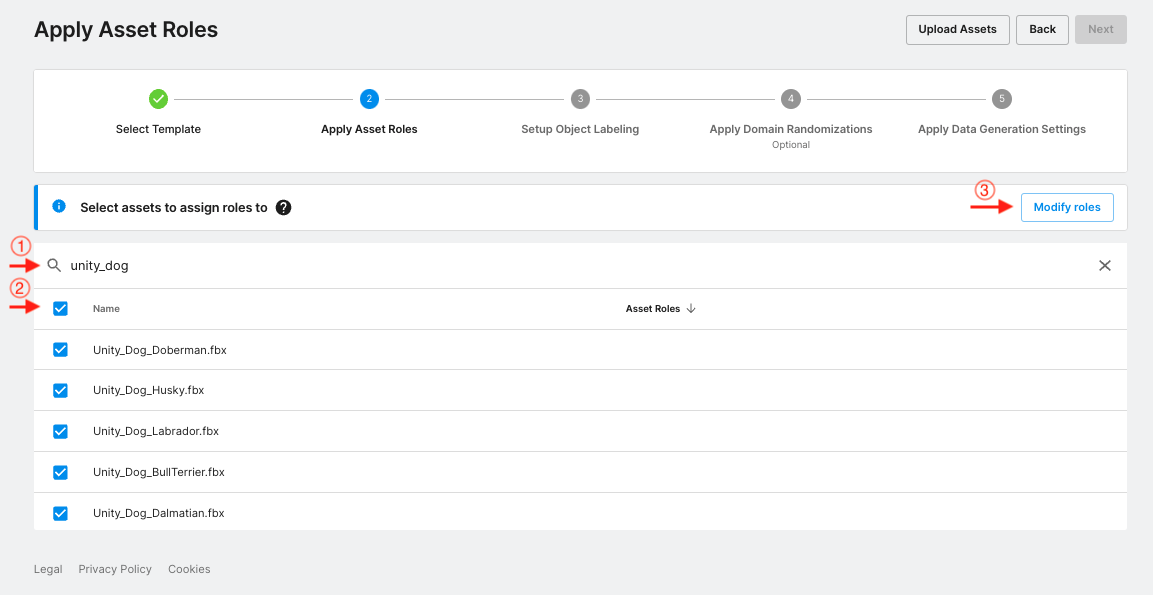 Apply Asset Roles
Upload Assets Back Next
2 3 4 5
Select Template Apply Asset Roles Setup Object Labeling Apply Domain Randomizations Apply Data Generation Settings
Optional
③
Select assets to assign roles to ? Modify roles
①
unity_dog
②
Name Asset Roles ↓
Unity_Dog_Doberman.fbx
Unity_Dog_Husky.fbx
Unity_Dog_Labrador.fbx
Unity_Dog_BullTerrier.fbx
Unity_Dog_Dalmatian.fbx
Legal Privacy Policy Cookies